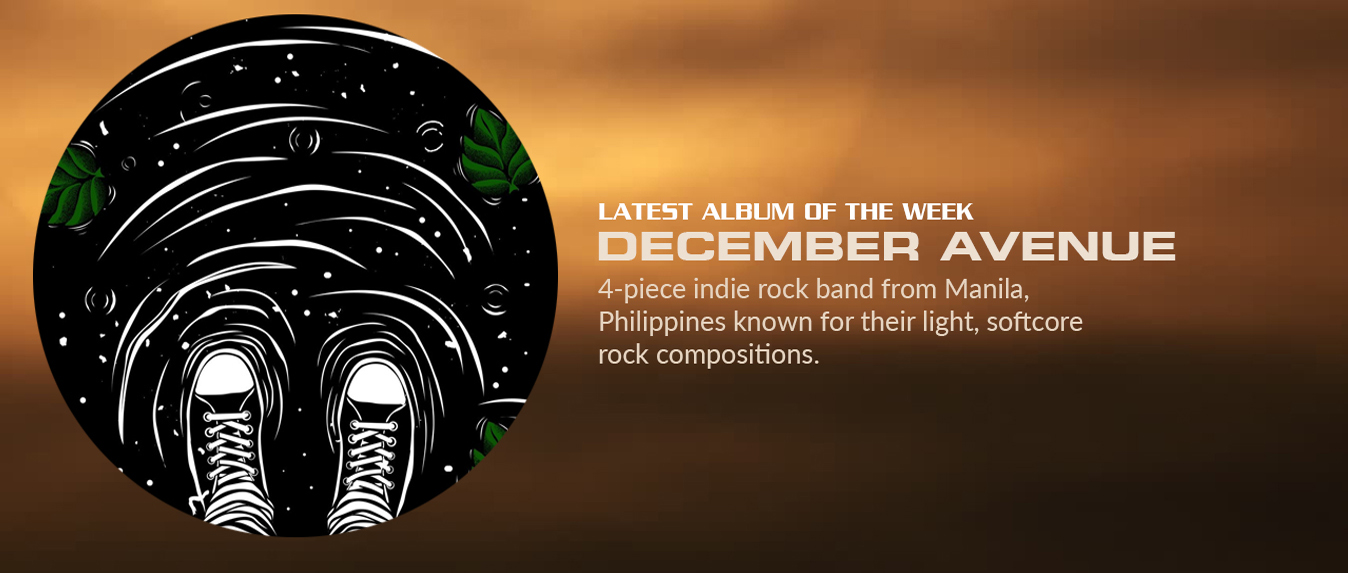 LATEST ALBUM OF THE WEEK
DECEMBER AVENUE
4-piece indie rock band from Manila,
Philippines known for their light, softcore
rock compositions.